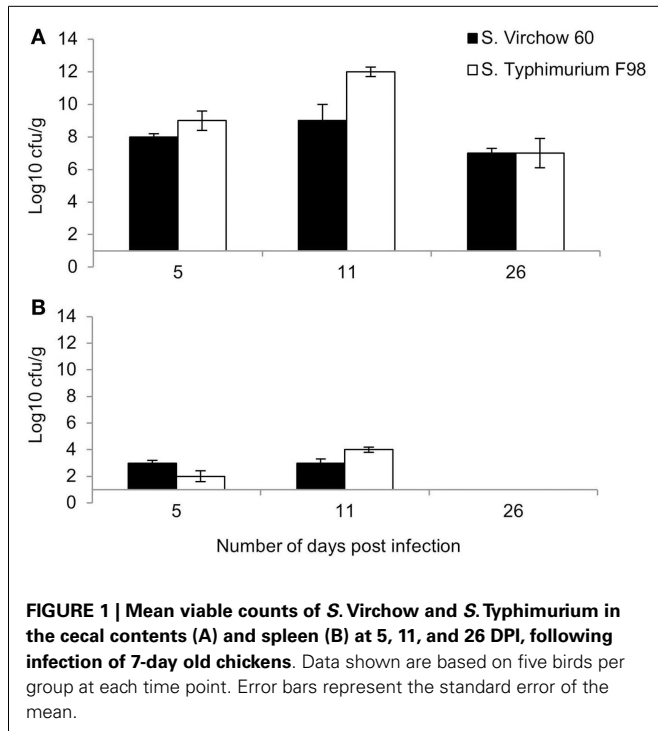 A
14
12
10
8
6
4
2
0
Log10 cfu/g
S. Virchow 60
S. Typhimurium F98
5 11 26
B
14
12
10
8
6
4
2
0
Log10 cfu/g
5 11 26
Number of days post infection
FIGURE 1 | Mean viable counts of S. Virchow and S. Typhimurium in
the cecal contents (A) and spleen (B) at 5, 11, and 26 DPI, following
infection of 7-day old chickens. Data shown are based on five birds per
group at each time point. Error bars represent the standard error of the
mean.